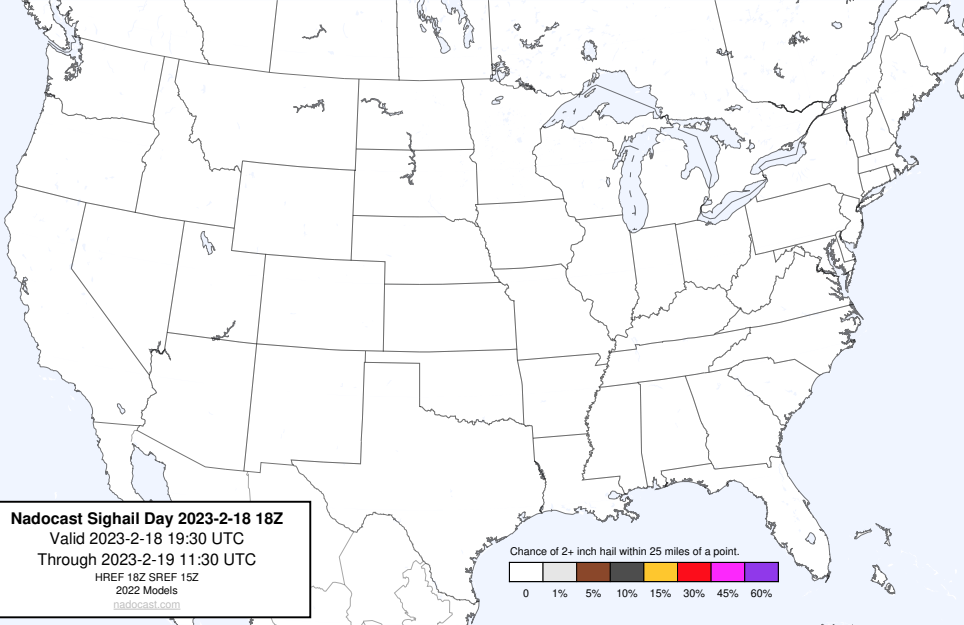 Nadocast Sighail Day 2023-2-18 18Z
Valid 2023-2-18 19:30 UTC
Through 2023-2-19 11:30 UTC
HREF 18Z SREF 15Z
2022 Models
nadocast.com
Chance of 2+ inch hail within 25 miles of a point.
0 1% 5% 10% 15% 30% 45% 60%